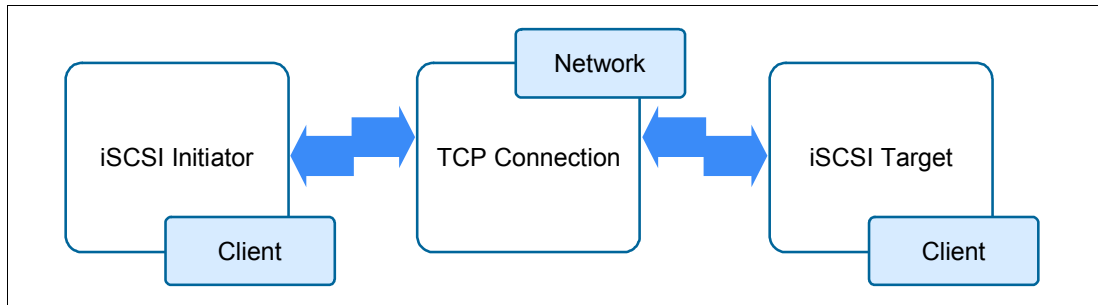 Network
iSCSI Initiator
TCP Connection
iSCSI Target
Client
Client